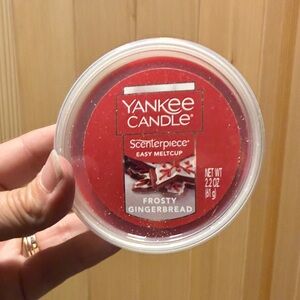 YANKEE
CANDLE®
Scenterpiece®
EASY MELTCUP
NET WT
2.2 OZ
(61 g)
FROSTY
GINGERBREAD